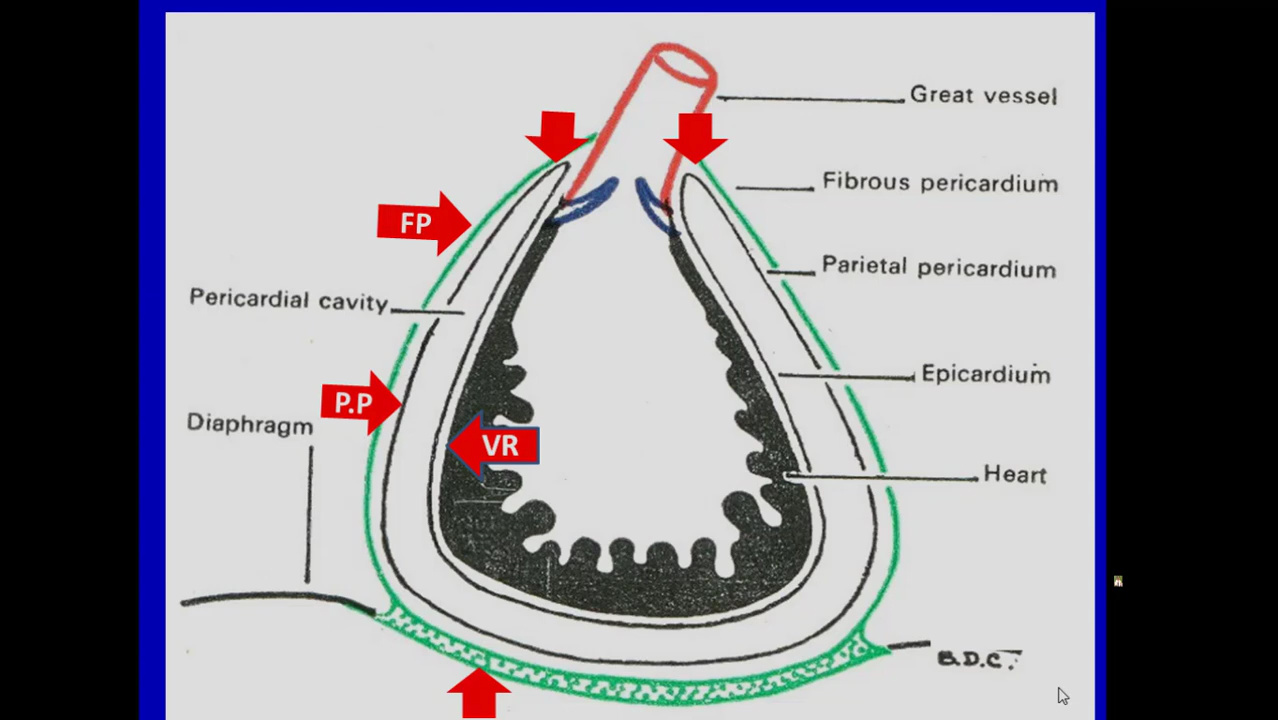 Great vessel
Fibrous pericardium
FP
Parietal pericardium
Pericardial cavity
Epicardium
P.P
Diaphragm
VR
Heart
B.D.C.